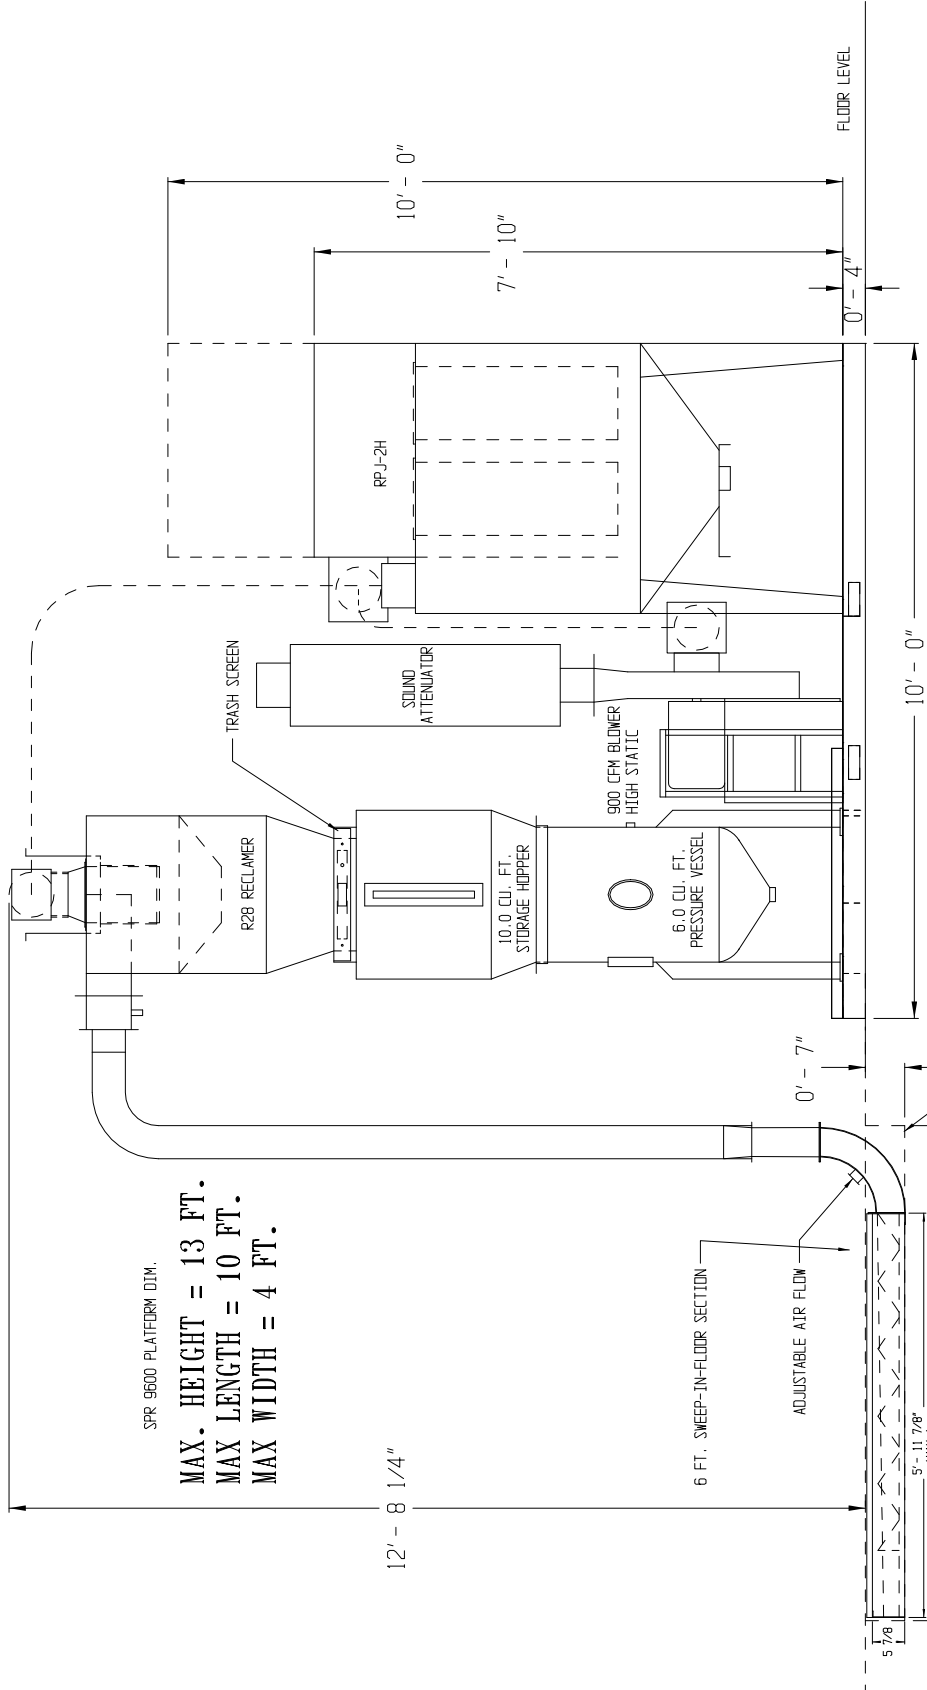 SPR 9600 PLATFORM DIM.
MAX. HEIGHT = 13 FT.
MAX LENGTH = 10 FT.
MAX WIDTH = 4 FT.
12' - 8 1/4"
6 FT. SWEEP-IN-FLOOR SECTION
ADJUSTABLE AIR FLOW
5 7/8
5'- 11 7/8"
0' - 7"
R28 RECLAMER
TRASH SCREEN
10.0 CU. FT.
STORAGE HOPPER
6.0 CU. FT.
PRESSURE VESSEL
900 CFM BLOWER
HIGH STATIC
SOUND
ATTENUATOR
RPJ-2H
10' - 0"
7' - 10"
0' - 4"
10' - 0"
FLOOR LEVEL